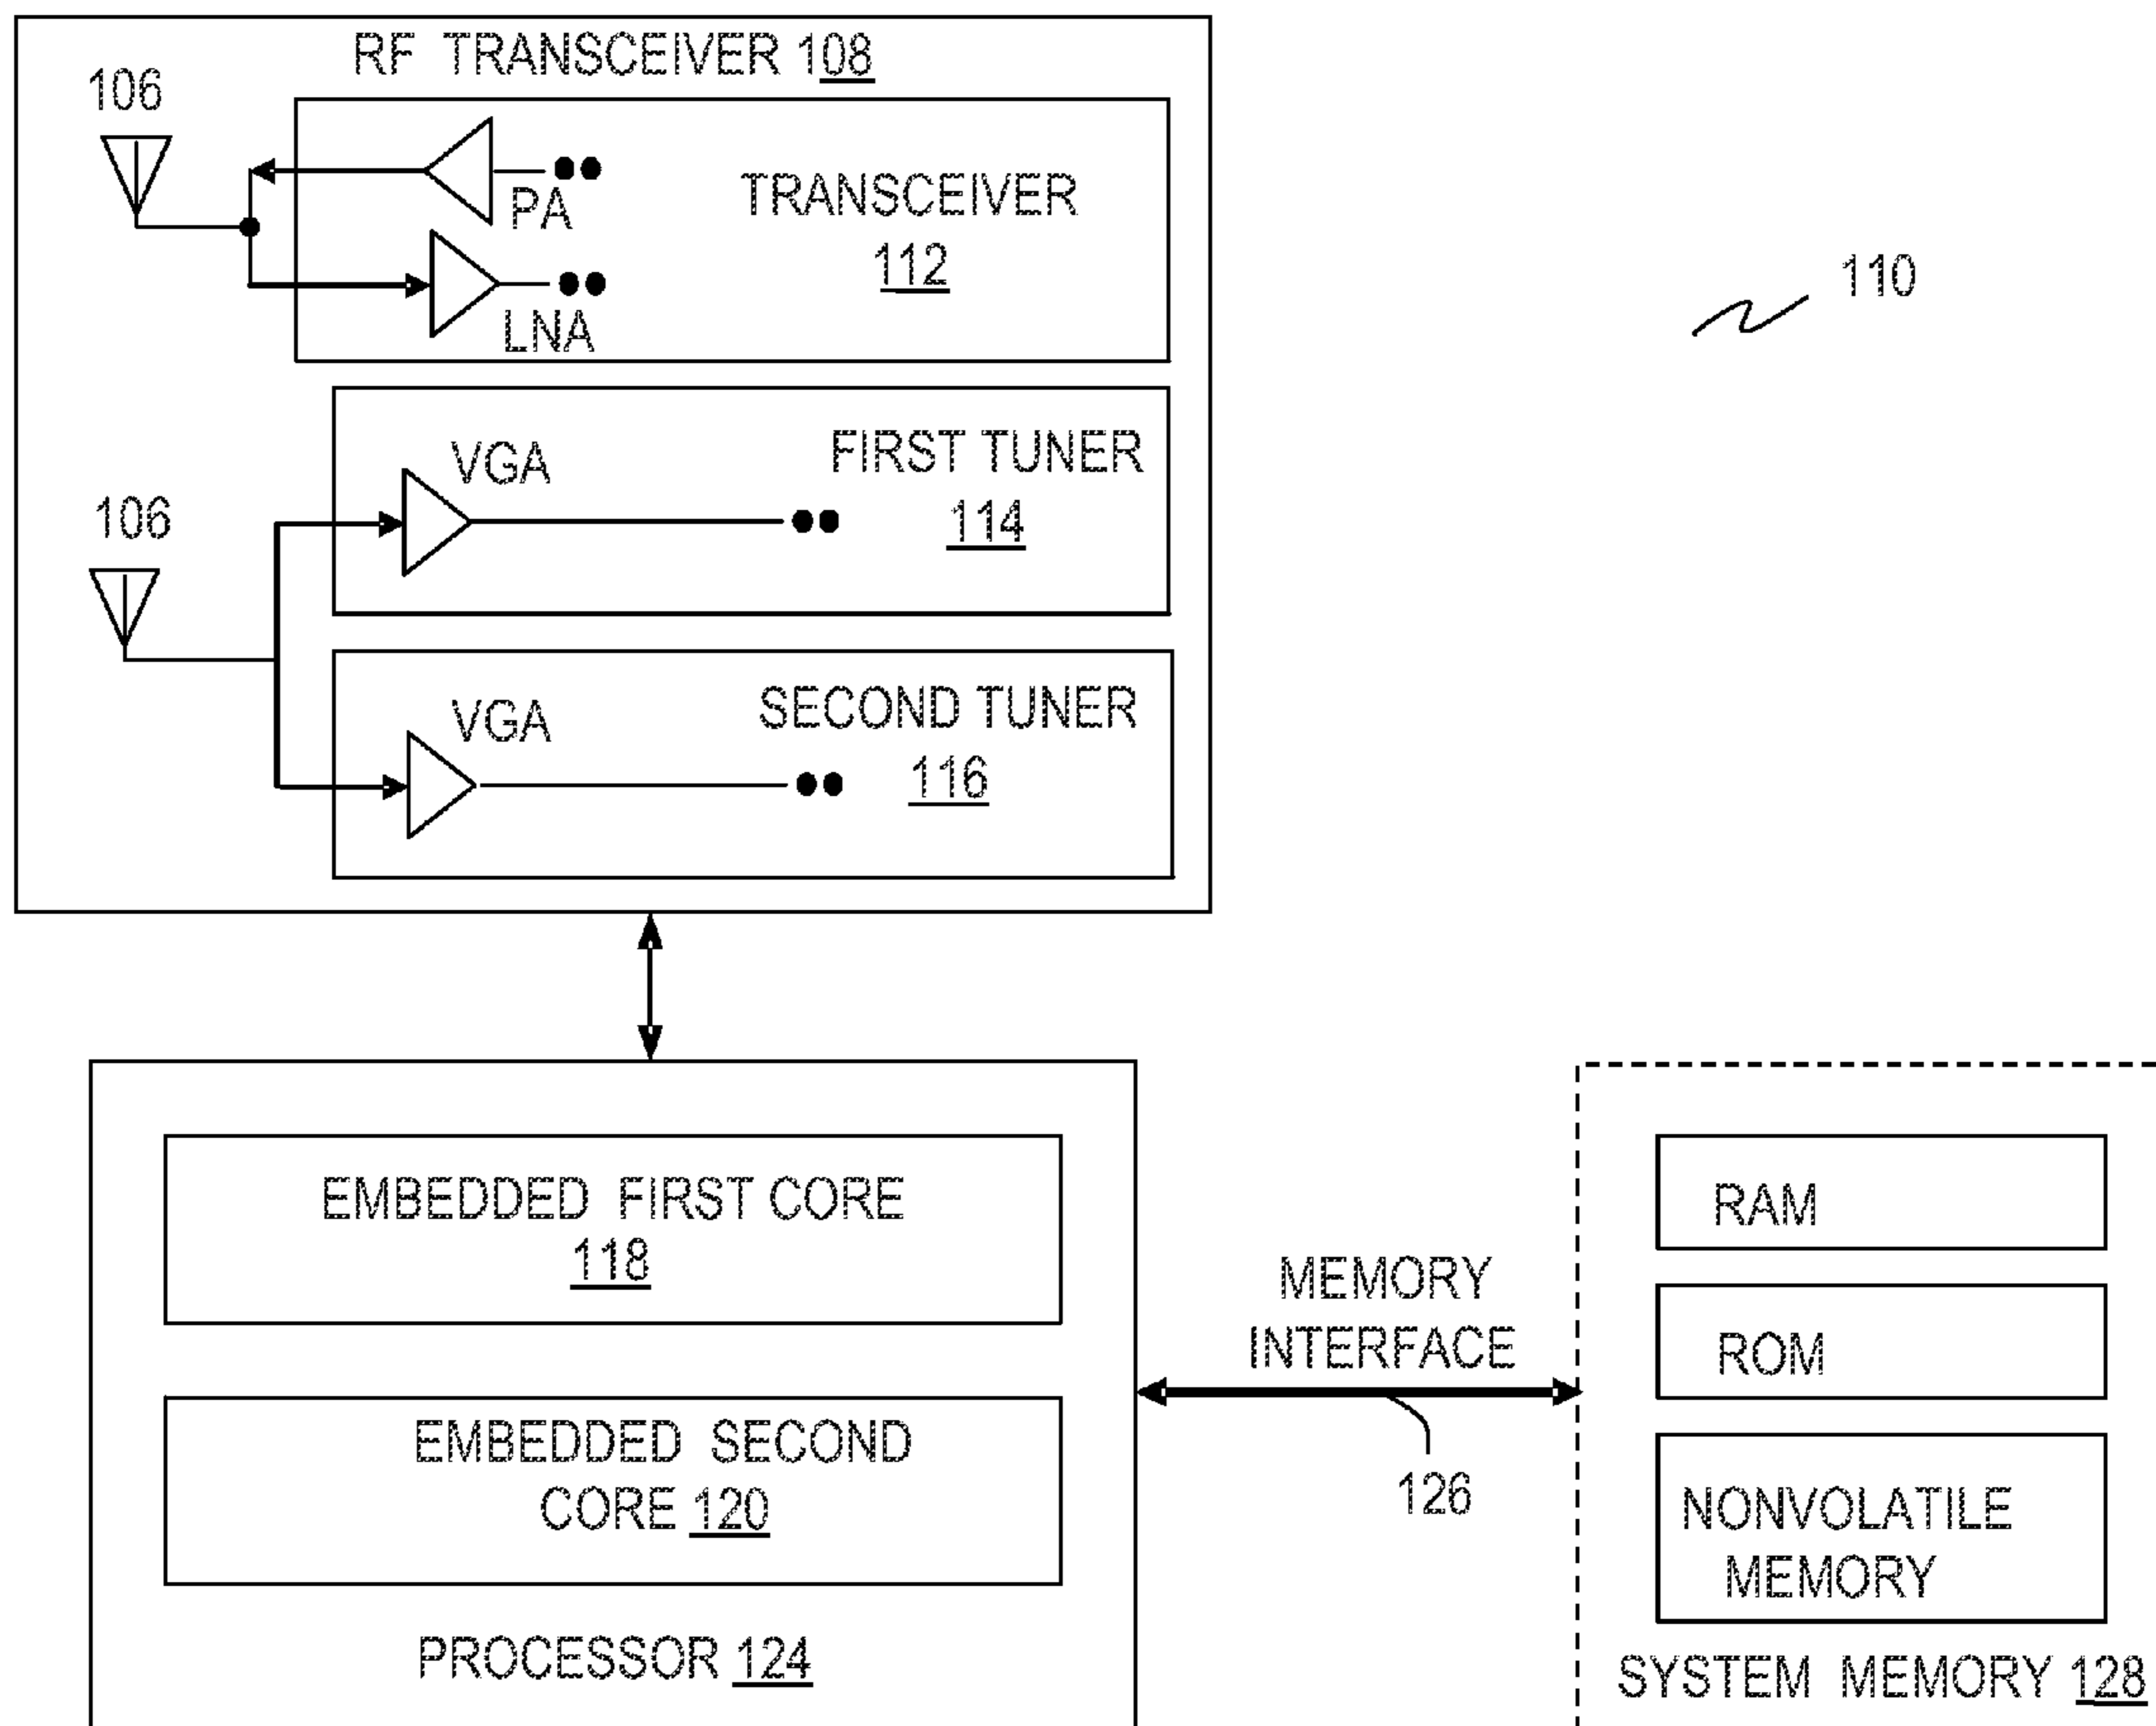 RF TRANSCEIVER 108
106
PA
TRANSCEIVER
112
LNA
110
VGA
FIRST TUNER
114
106
VGA
SECOND TUNER
116
EMBEDDED FIRST CORE
118
EMBEDDED SECOND
CORE 120
PROCESSOR 124
MEMORY
INTERFACE
126
RAM
ROM
NONVOLATILE
MEMORY
SYSTEM MEMORY 128